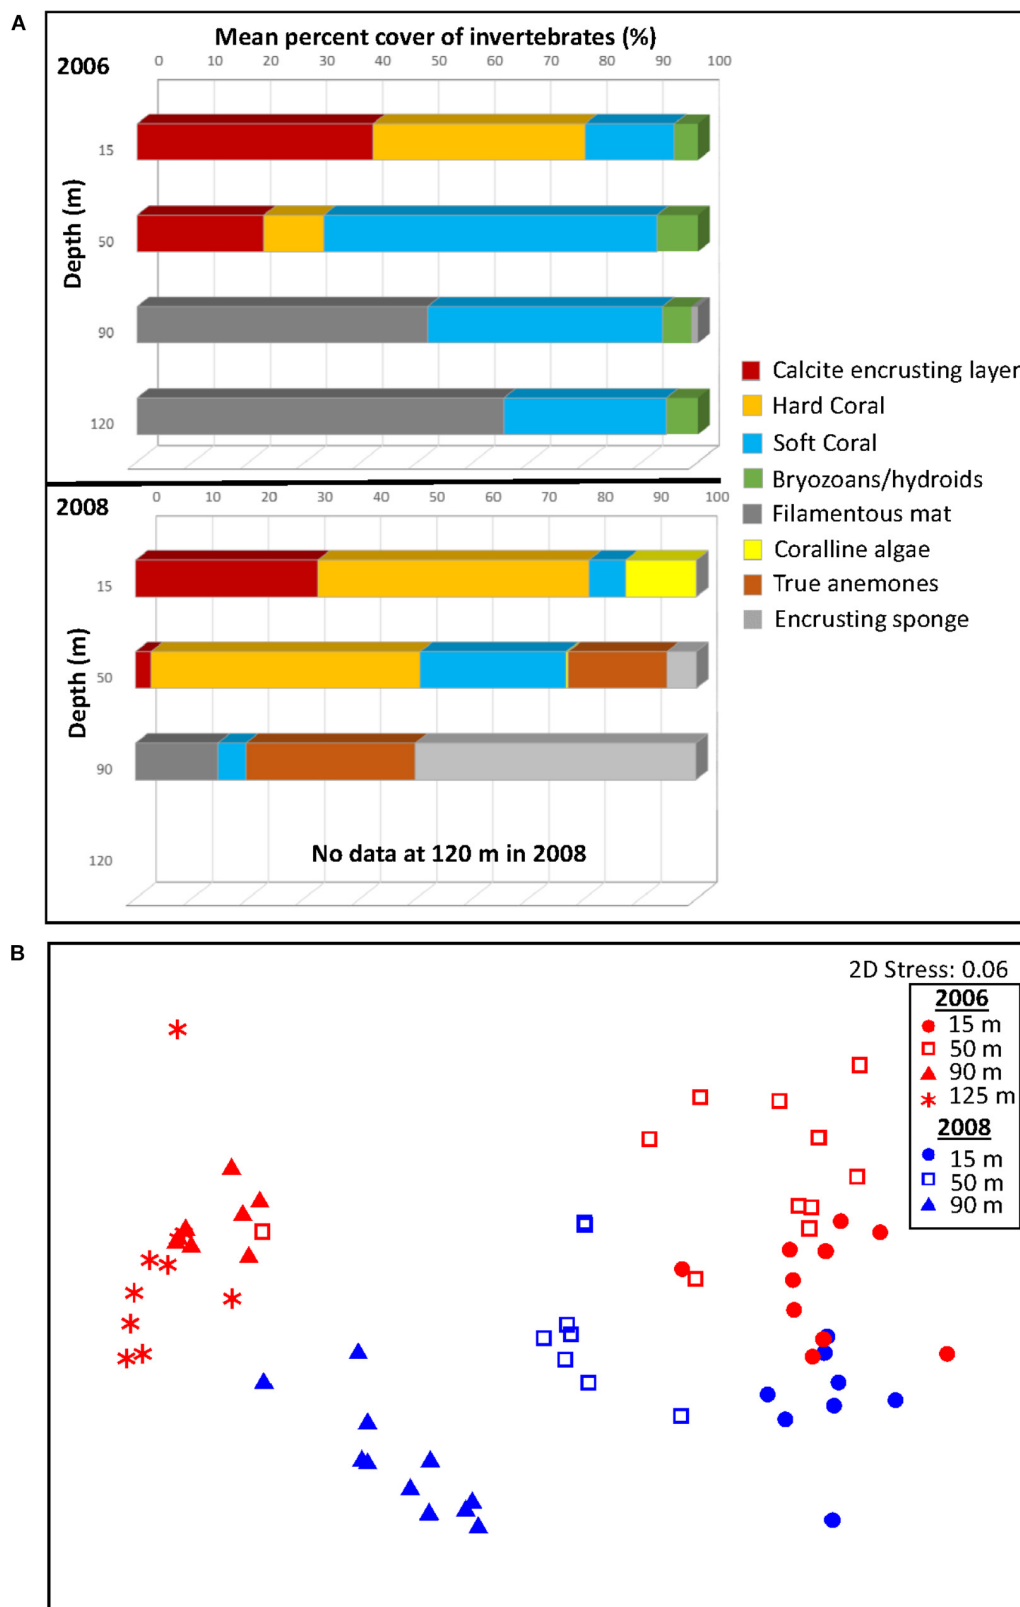 A
Mean percent cover of invertebrates (%)
2006
0 10 20 30 40 50 60 70 80 90 100
15
50
90
120
Depth (m)
Calcite encrusting layer
Hard Coral
Soft Coral
Bryozoans/hydroids
Filamentous mat
Coralline algae
True anemones
Encrusting sponge
2008
0 10 20 30 40 50 60 70 80 90 100
15
50
90
120
Depth (m)
No data at 120 m in 2008
B
2D Stress: 0.06
2006
15 m
50 m
90 m
125 m
2008
15 m
50 m
90 m